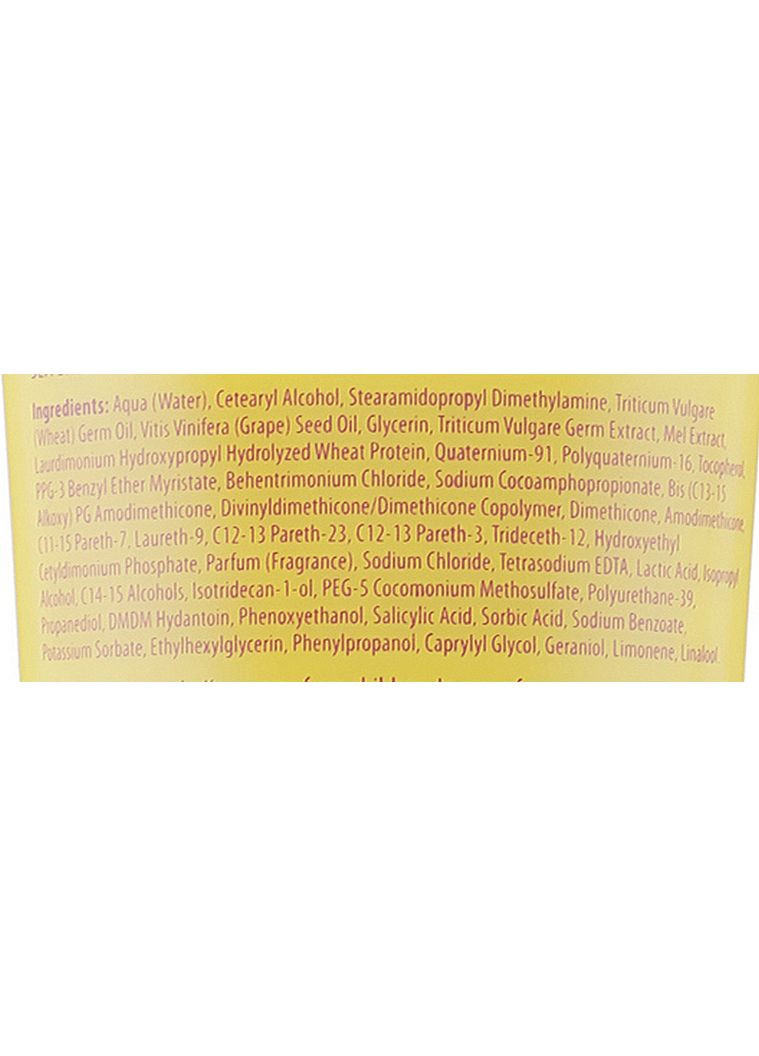 Ingredients: Aqua (Water), Cetearyl Alcohol, Stearamidopropyl Dimethylamine, Triticum Vulgare
(Wheat) Germ Oil, Vitis Vinifera (Grape) Seed Oil, Glycerin, Triticum Vulgare Germ Extract, Mel Extract,
Laurdimonium Hydroxypropyl Hydrolyzed Wheat Protein, Quaternium-91, Polyquaternium-16, Tocopherol,
PPG-3 Benzyl Ether Myristate, Behentrimonium Chloride, Sodium Cocoamphopropionate, Bis (C13-15
Alkoxy) PG Amodimethicone, Divinyldimethicone/Dimethicone Copolymer, Dimethicone, Amodimethicone,
C11-15 Pareth-7, Laureth-9, C12-13 Pareth-23, C12-13 Pareth-3, Trideceth-12, Hydroxyethyl
Cetyldimonium Phosphate, Parfum (Fragrance), Sodium Chloride, Tetrasodium EDTA, Lactic Acid, Isopropyl
Alcohol, C14-15 Alcohols, Isotridecan-1-ol, PEG-5 Cocomonium Methosulfate, Polyurethane-39,
Propanediol, DMDM Hydantoin, Phenoxyethanol, Salicylic Acid, Sorbic Acid, Sodium Benzoate,
Potassium Sorbate, Ethylhexylglycerin, Phenylpropanol, Caprylyl Glycol, Geraniol, Limonene, Linalool